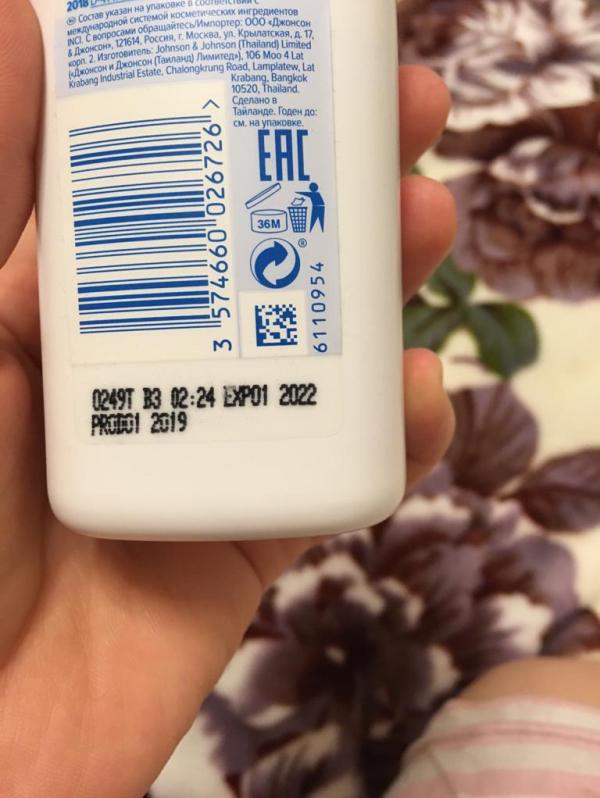 2018
® Состав указан на упаковке в соответствии с
международной системой косметических ингредиентов
INCI. С вопросами обращайтесь/Импортер: ООО «Джонсон
& Джонсон», 121614, Россия, г. Москва, ул. Крылатская, д. 17,
корп. 2. Изготовитель: Johnson & Johnson (Thailand) Limited
(«Джонсон и Джонсон (Таиланд) Лимитед»), 106 Moo 4 Lat
Krabang Industrial Estate, Chalongkrung Road, Lamplatew, Lat
Krabang, Bangkok
10520, Thailand.
Сделано в
Тайланде. Годен до:
см. на упаковке.
EAC
36M
®
3 574660 026726 >
6110954
0249T B3 02:24 EXP01 2022
PROD01 2019